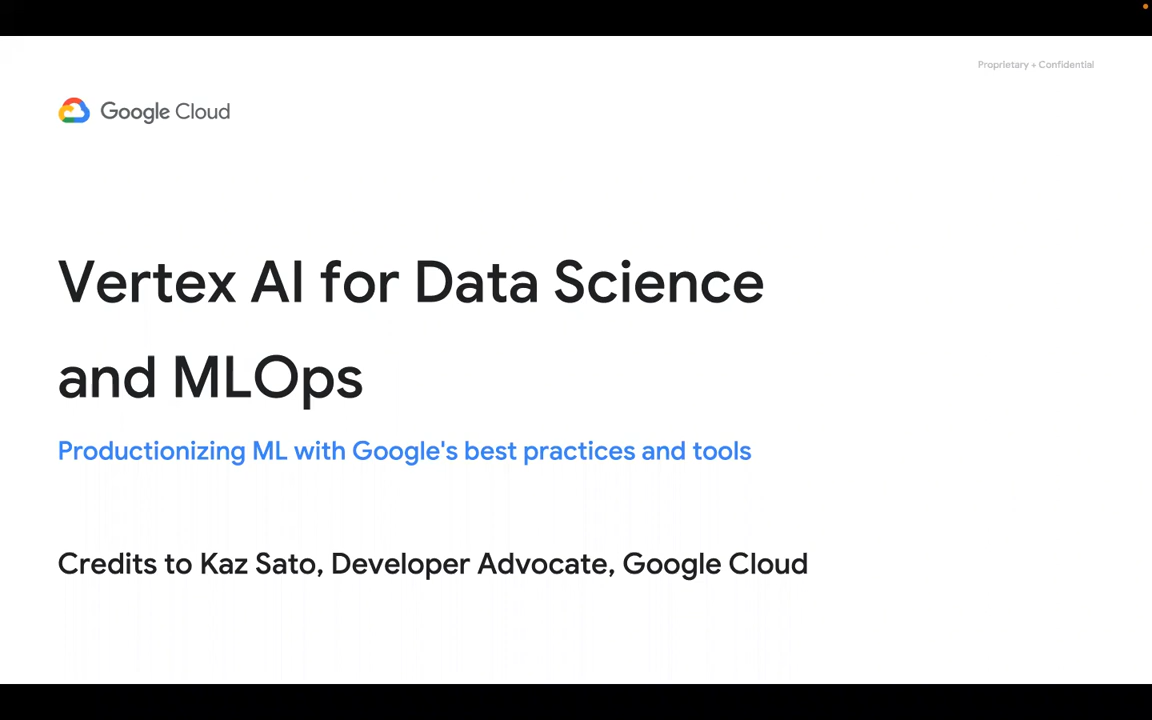 Proprietary + Confidential
Google Cloud
Vertex AI for Data Science
and MLOps
Productionizing ML with Google's best practices and tools
Credits to Kaz Sato, Developer Advocate, Google Cloud